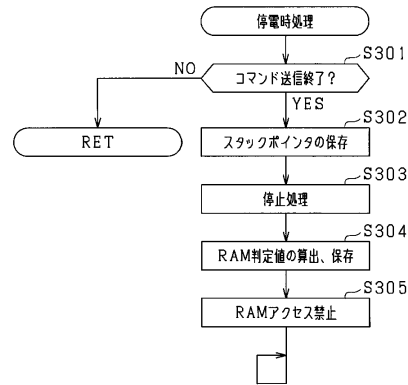 停電時処理
S301
コマンド送信終了?
NO
YES
RET
S302
スタックポインタの保存
S303
停止処理
S304
RAM判定値の算出、保存
S305
RAMアクセス禁止